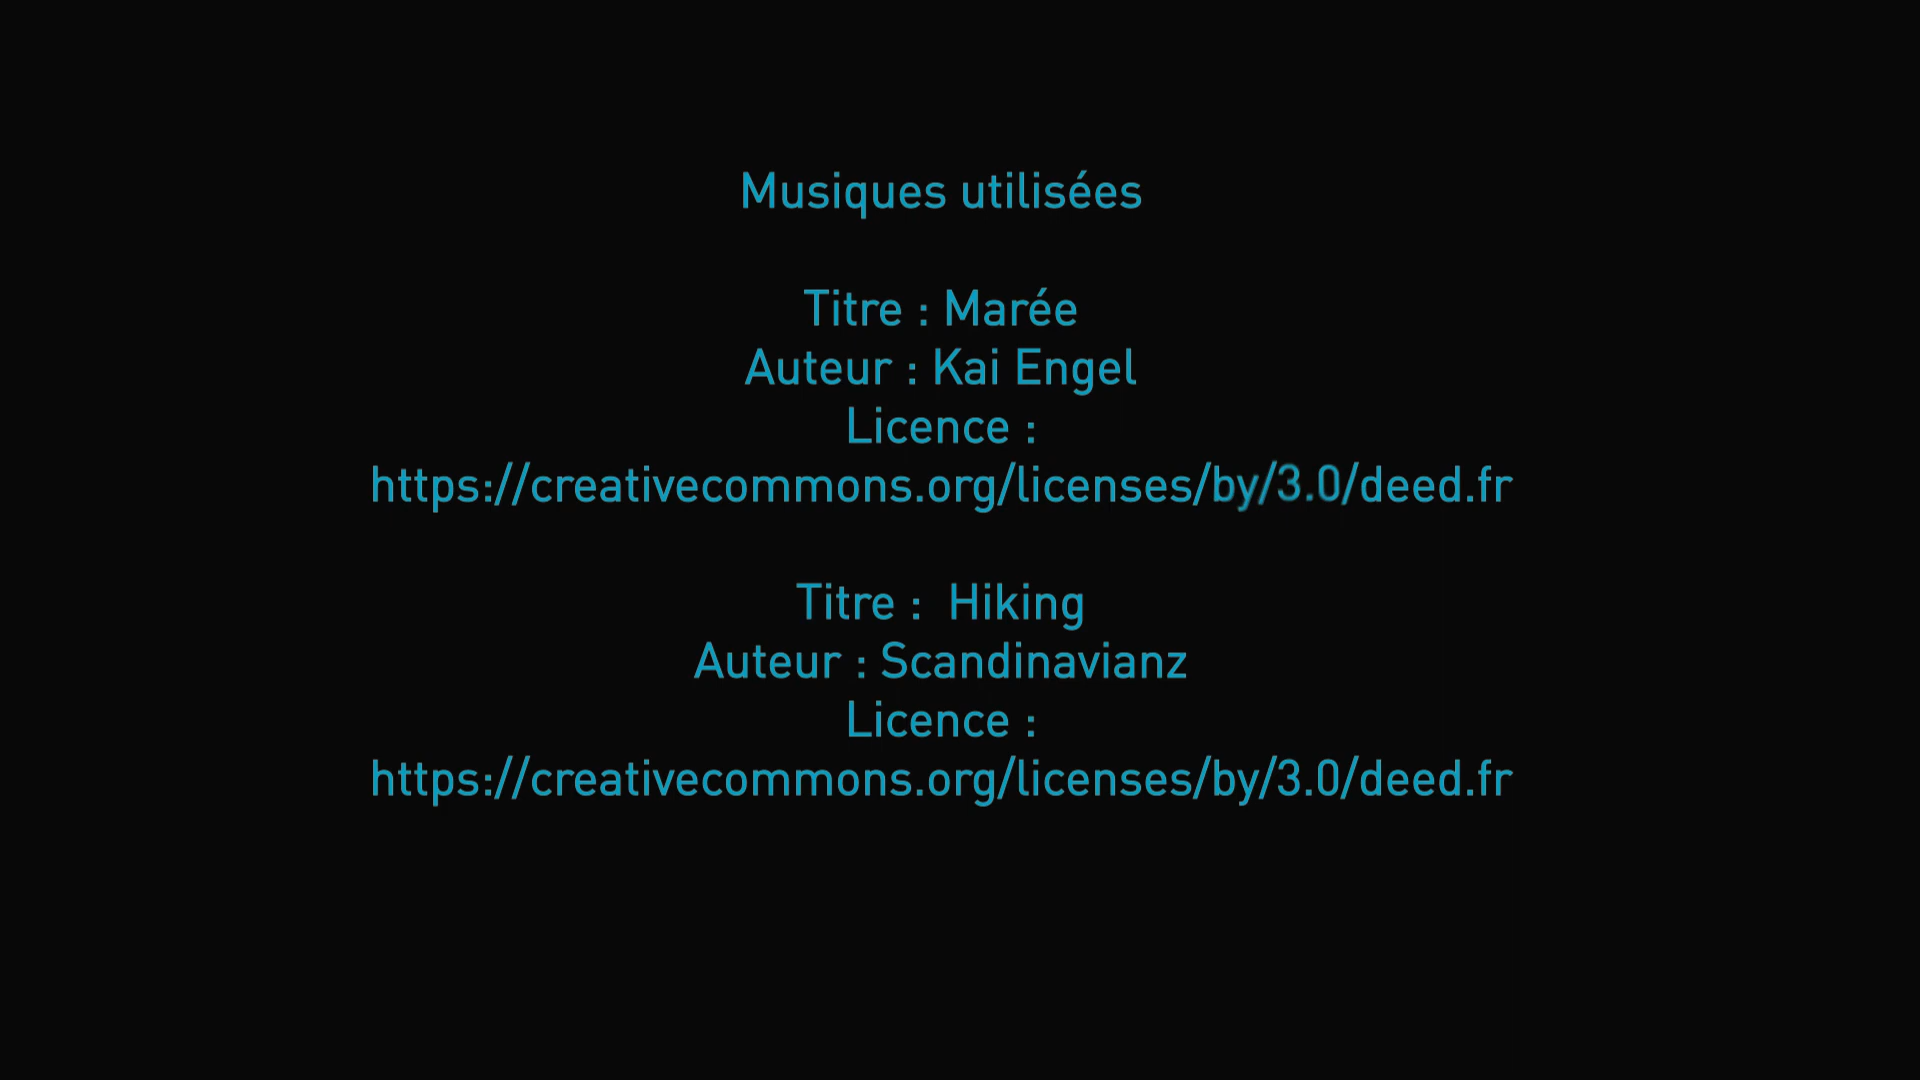 Musiques utilisées
Titre : Marée
Auteur : Kai Engel
Licence :
https://creativecommons.org/licenses/by/3.0/deed.fr
Titre :  Hiking
Auteur : Scandinavianz
Licence :
https://creativecommons.org/licenses/by/3.0/deed.fr